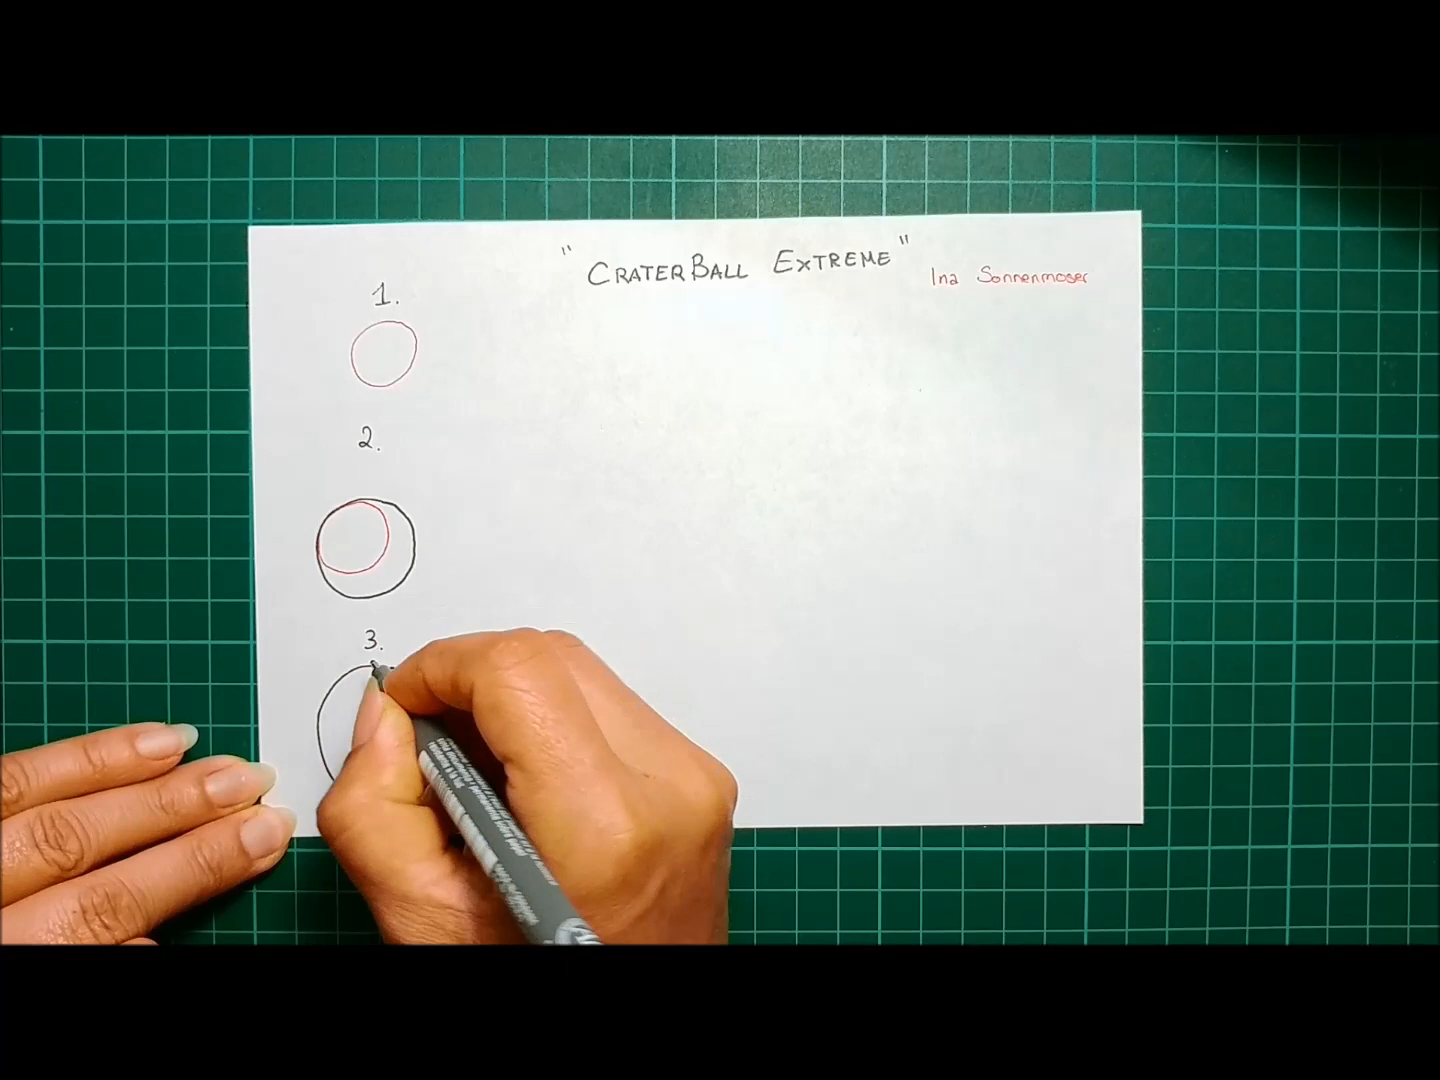 " CRATERBALL EXTREME "
Ina Sonnenmoser
1.
2.
3.